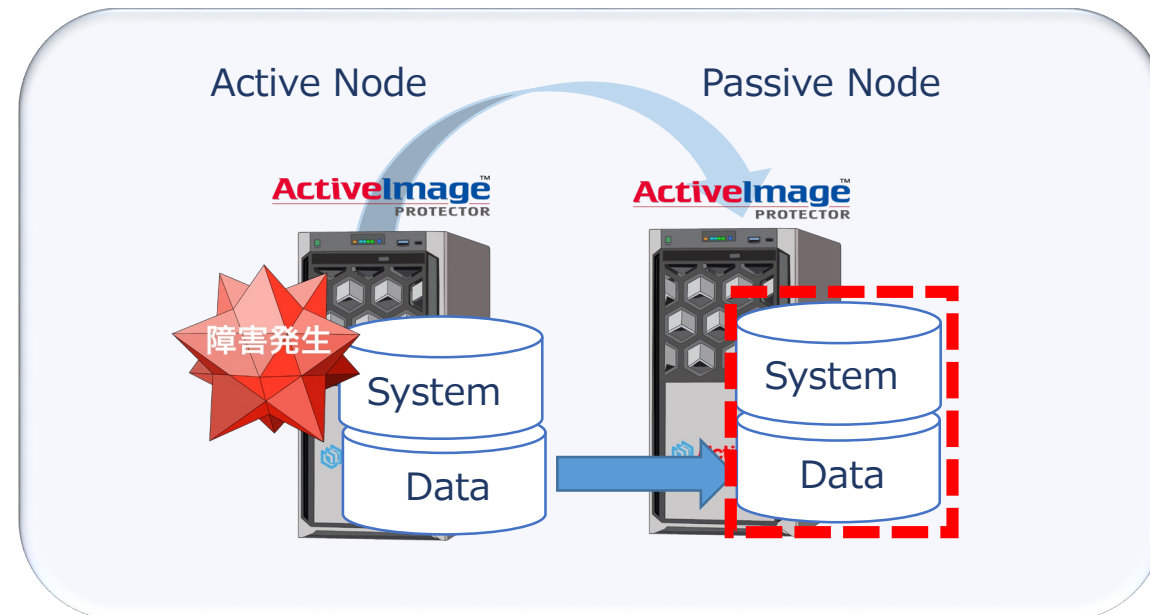 Active Node
Passive Node
ActiveImage™
PROTECTOR
ActiveImage™
PROTECTOR
障害発生
System
Data
System
Data